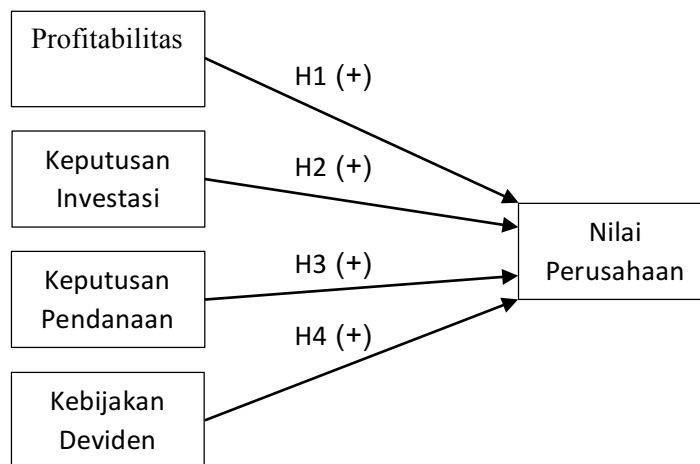 Profitabilitas
H1 (+)
Keputusan
Investasi
H2 (+)
Keputusan
Pendanaan
H3 (+)
Kebijakan
Deviden
H4 (+)
Nilai
Perusahaan